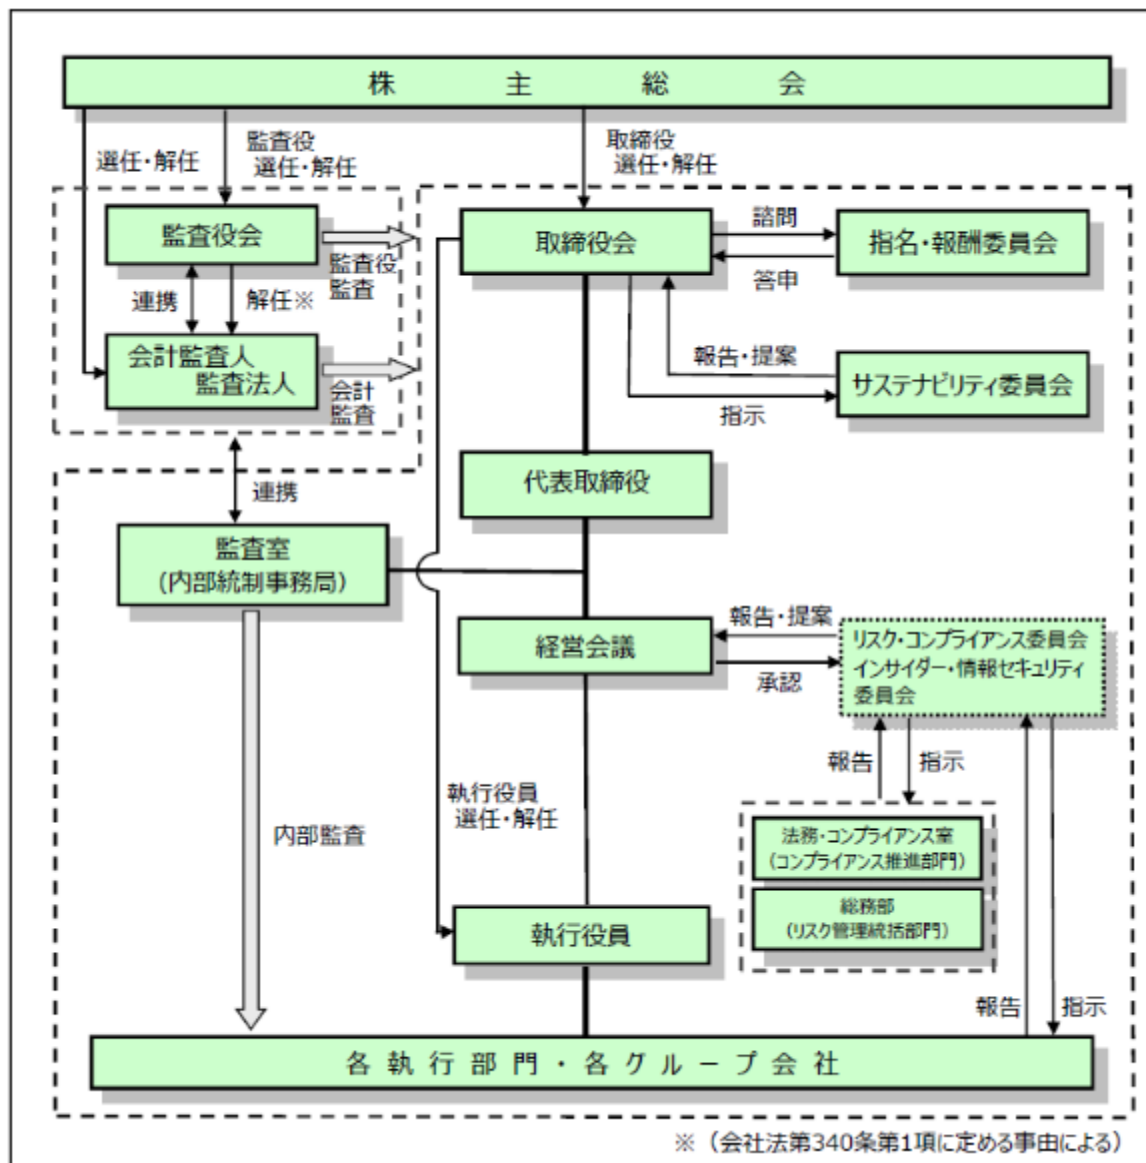 株主総会
選任・解任
監査役
選任・解任
取締役
選任・解任
監査役会
監査役
監査
取締役会
諮問
答申
指名・報酬委員会
連携
解任※
会計監査人
監査法人
会計
監査
報告・提案
指示
サステナビリティ委員会
連携
代表取締役
監査室
(内部統制事務局)
経営会議
報告・提案
承認
リスク・コンプライアンス委員会
インサイダー・情報セキュリティ
委員会
報告
指示
内部監査
執行役員
選任・解任
法務・コンプライアンス室
(コンプライアンス推進部門)
総務部
(リスク管理統括部門)
執行役員
報告
指示
各執行部門・各グループ会社
※(会社法第340条第1項に定める事由による)